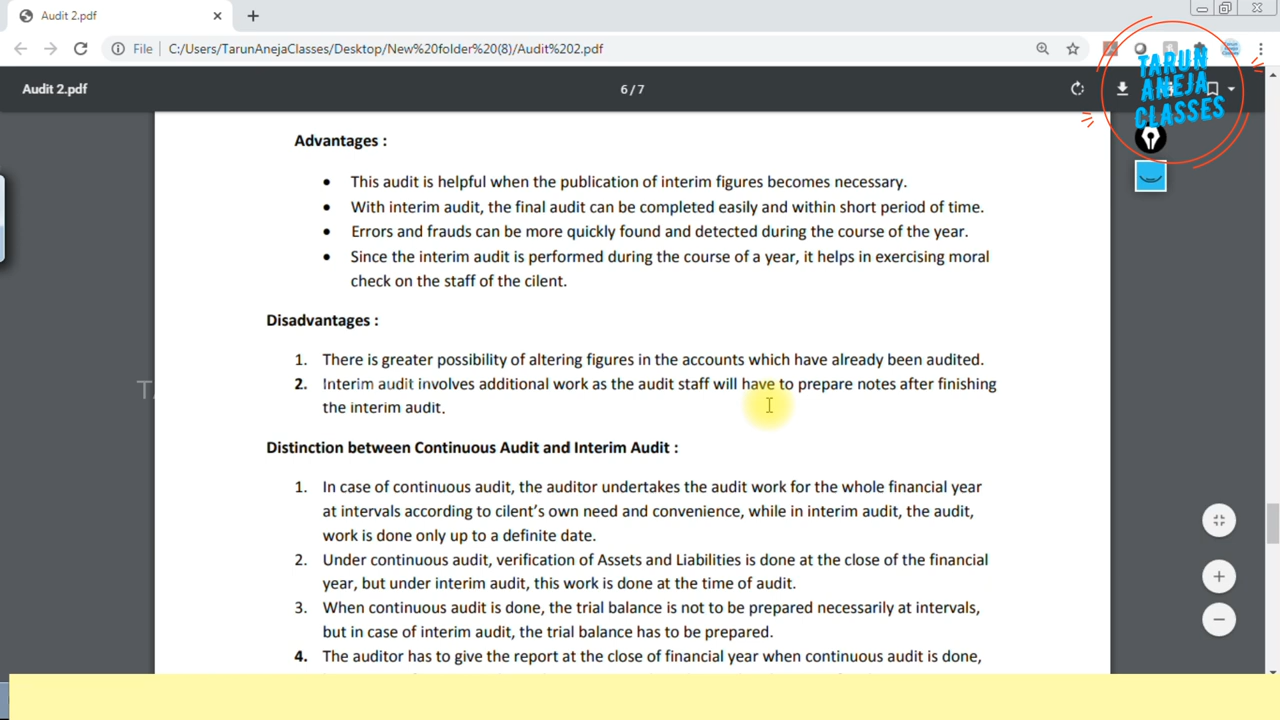 Audit 2.pdf
File
C:/Users/TarunAnejaClasses/Desktop/New%20folder%20(8)/Audit%202.pdf
Audit 2.pdf
6 / 7
TARUN
ANEJA
CLASSES
Advantages :
• This audit is helpful when the publication of interim figures becomes necessary.
• With interim audit, the final audit can be completed easily and within short period of time.
• Errors and frauds can be more quickly found and detected during the course of the year.
• Since the interim audit is performed during the course of a year, it helps in exercising moral
check on the staff of the cilent.
Disadvantages :
1. There is greater possibility of altering figures in the accounts which have already been audited.
2. Interim audit involves additional work as the audit staff will have to prepare notes after finishing
the interim audit.
Distinction between Continuous Audit and Interim Audit :
1. In case of continuous audit, the auditor undertakes the audit work for the whole financial year
at intervals according to cilent's own need and convenience, while in interim audit, the audit,
work is done only up to a definite date.
2. Under continuous audit, verification of Assets and Liabilities is done at the close of the financial
year, but under interim audit, this work is done at the time of audit.
3. When continuous audit is done, the trial balance is not to be prepared necessarily at intervals,
but in case of interim audit, the trial balance has to be prepared.
4. The auditor has to give the report at the close of financial year when continuous audit is done,